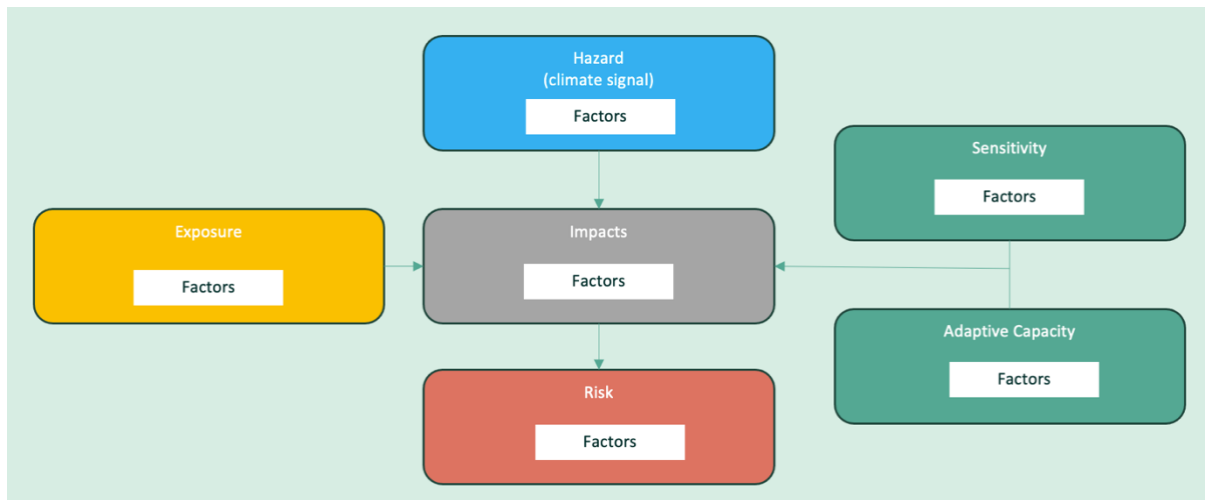 Hazard
(climate signal)
Factors
Sensitivity
Factors
Exposure
Factors
Impacts
Factors
Adaptive Capacity
Factors
Risk
Factors